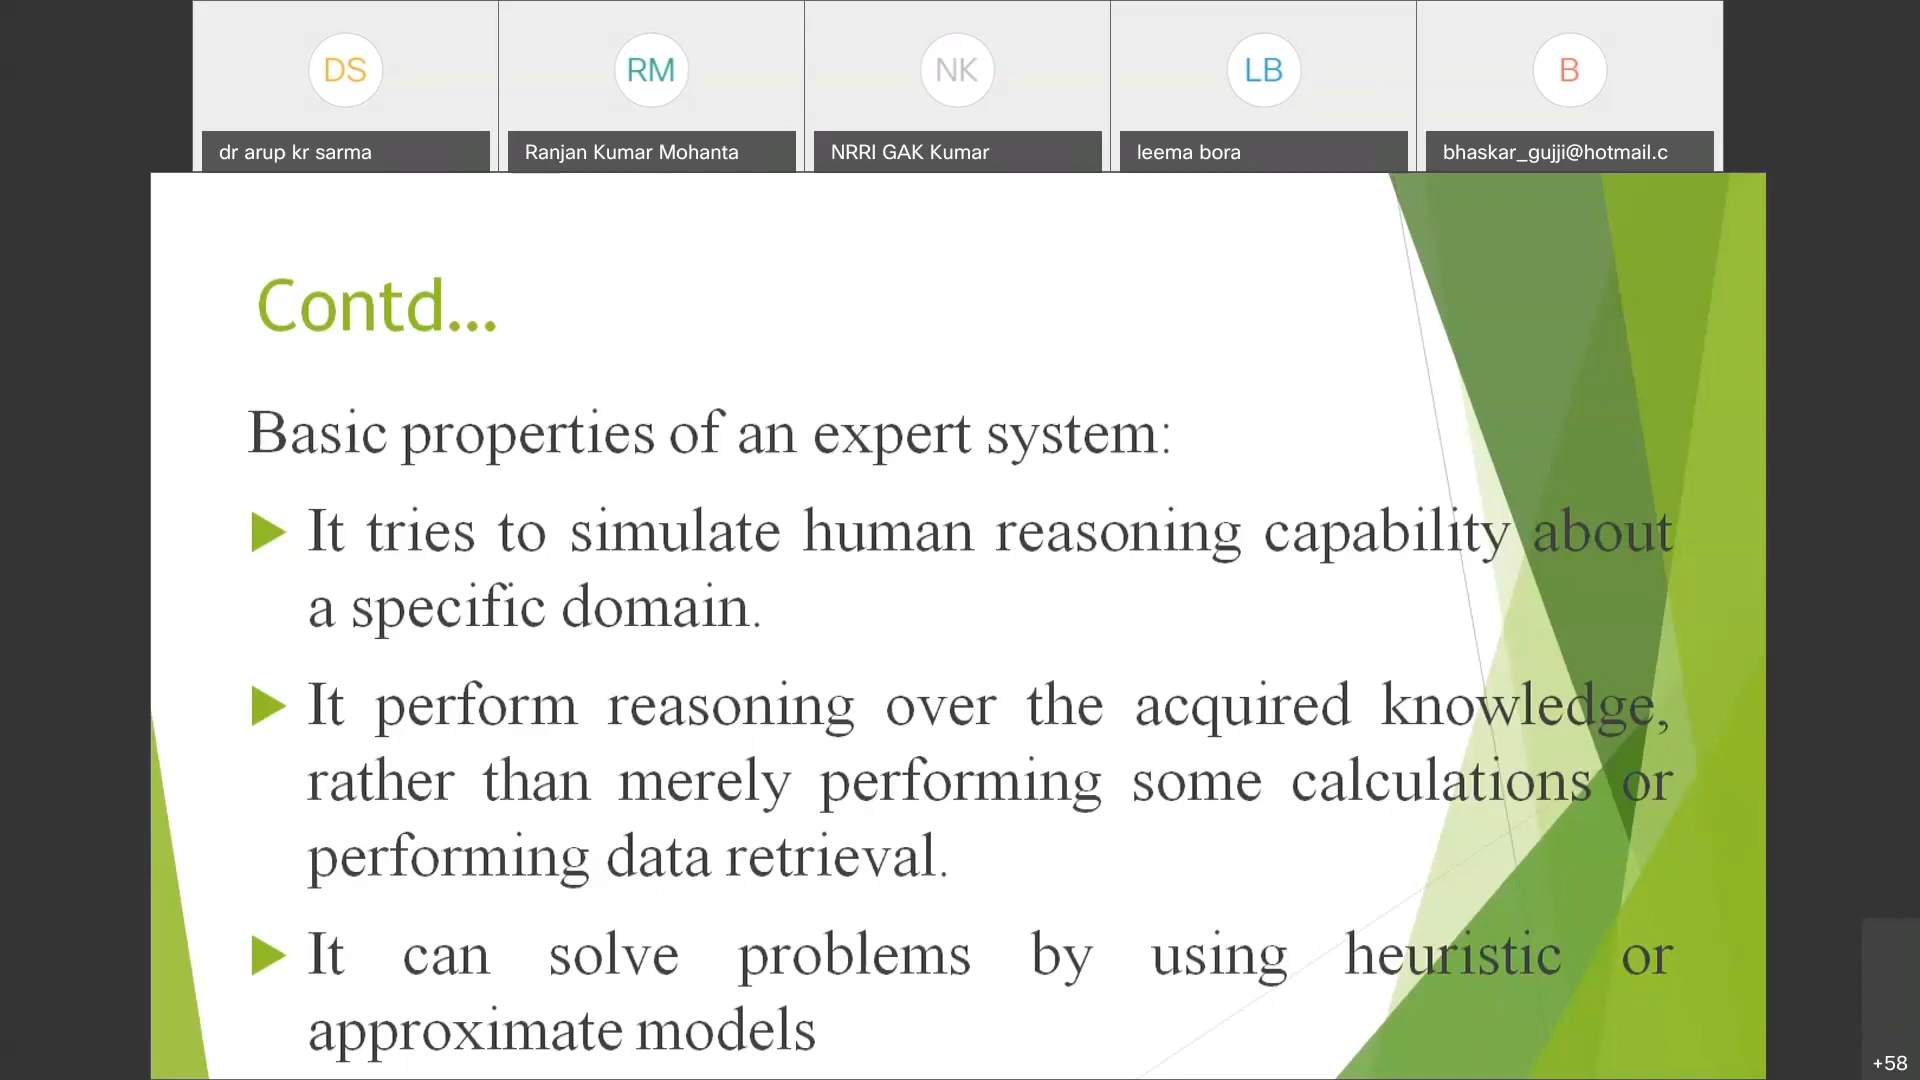 DS
RM
NK
LB
B
dr arup kr sarma
Ranjan Kumar Mohanta
NRRI GAK Kumar
leema bora
bhaskar_gujji@hotmail.c
Contd...
Basic properties of an expert system:
It tries to simulate human reasoning capability about
a specific domain.
It perform reasoning over the acquired knowledge,
rather than merely performing some calculations or
performing data retrieval.
It can solve problems by using heuristic or
approximate models
+58